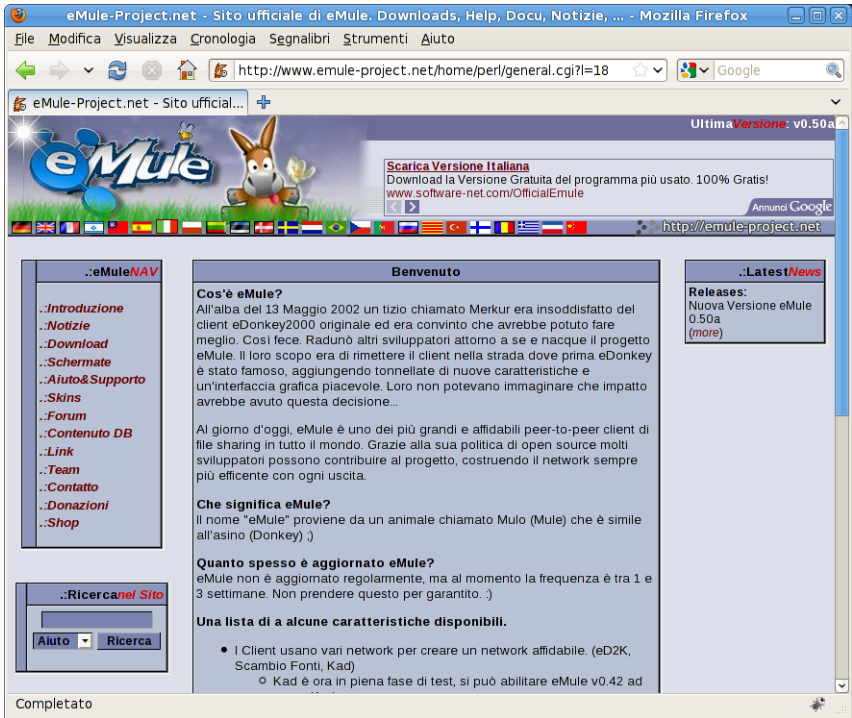 eMule-Project.net - Sito ufficiale di eMule. Downloads, Help, Docu, Notizie, ... - Mozilla Firefox
File Modifica Visualizza Cronologia Segnalibri Strumenti Aiuto
http://www.emule-project.net/home/perl/general.cgi?l=18
Google
eMule-Project.net - Sito ufficial...
UltimaVersione: v0.50a
eMule
Scarica Versione Italiana
Download la Versione Gratuita del programma più usato. 100% Gratis!
www.software-net.com/OfficialEmule
Annunci Google
http://emule-project.net
.:eMuleNAV
.:Introduzione
.:Notizie
.:Download
.:Schermate
.:Aiuto&Supporto
.:Skins
.:Forum
.:Contenuto DB
.:Link
.:Team
.:Contatto
.:Donazioni
.:Shop
.:Ricercanel Sito
Aiuto
Ricerca
Benvenuto
Cos'è eMule?
All'alba del 13 Maggio 2002 un tizio chiamato Merkur era insoddisfatto del
client eDonkey2000 originale ed era convinto che avrebbe potuto fare
meglio. Così fece. Radunò altri sviluppatori attorno a se e nacque il progetto
eMule. Il loro scopo era di rimettere il client nella strada dove prima eDonkey
è stato famoso, aggiungendo tonnellate di nuove caratteristiche e
un'interfaccia grafica piacevole. Loro non potevano immaginare che impatto
avrebbe avuto questa decisione...
Al giorno d'oggi, eMule è uno dei più grandi e affidabili peer-to-peer client di
file sharing in tutto il mondo. Grazie alla sua politica di open source molti
sviluppatori possono contribuire al progetto, costruendo il network sempre
più efficente con ogni uscita.
Che significa eMule?
Il nome "eMule" proviene da un animale chiamato Mulo (Mule) che è simile
all'asino (Donkey) ;)
Quanto spesso è aggiornato eMule?
eMule non è aggiornato regolarmente, ma al momento la frequenza è tra 1 e
3 settimane. Non prendere questo per garantito. :)
Una lista di a alcune caratteristiche disponibili.
I Client usano vari network per creare un network affidabile. (eD2K,
Scambio Fonti, Kad)
Kad è ora in piena fase di test, si può abilitare eMule v0.42 ad
.:LatestNews
Releases:
Nuova Versione eMule
0.50a
(more)
Completato